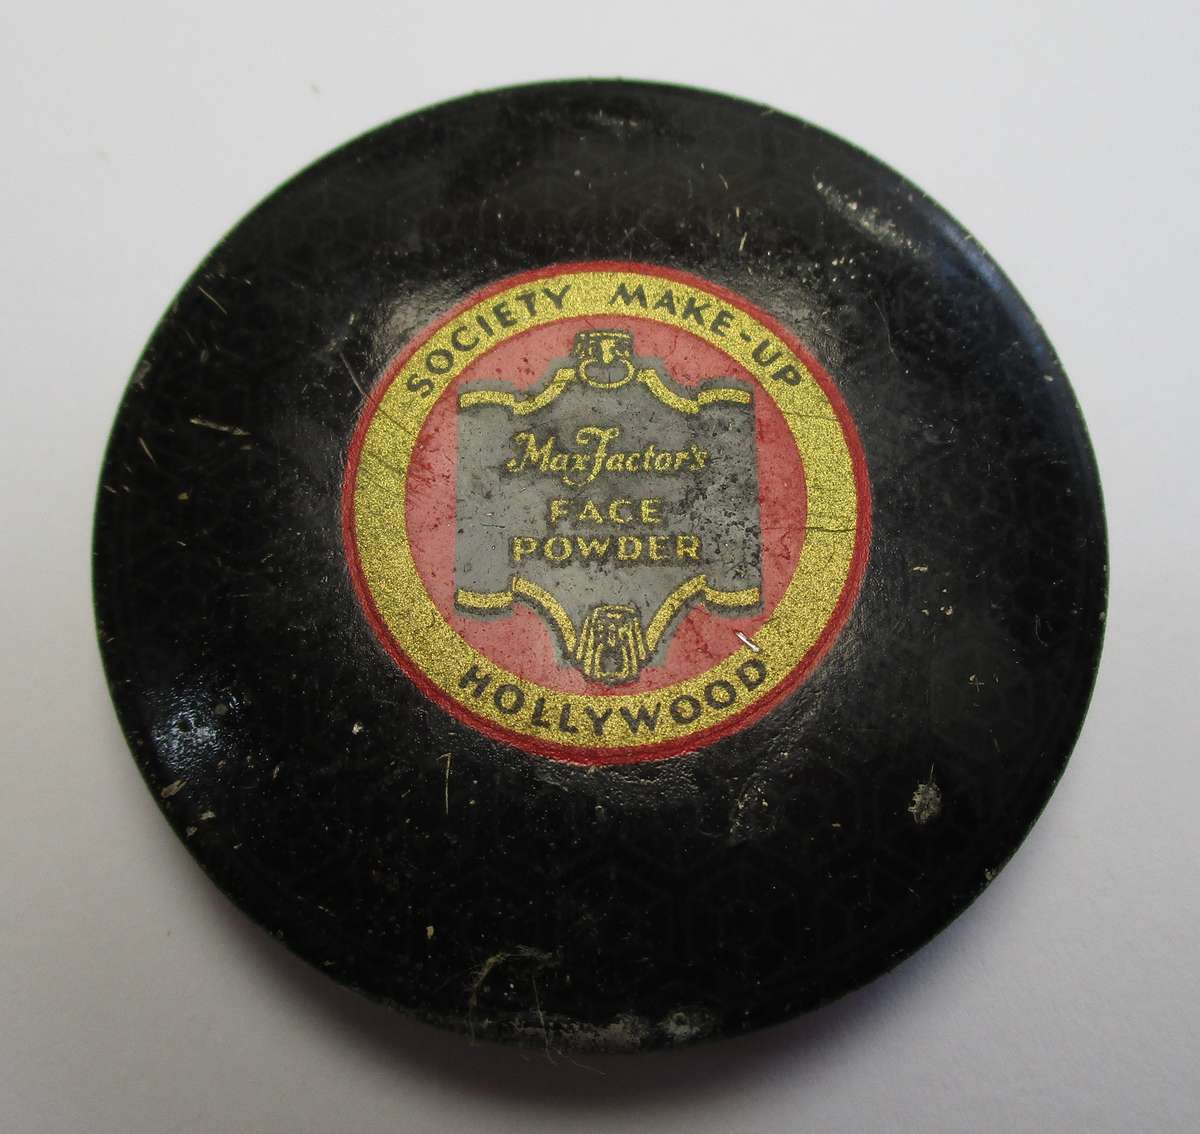 SOCIETY MAKE-UP
Max Factor's
FACE
POWDER
HOLLYWOOD